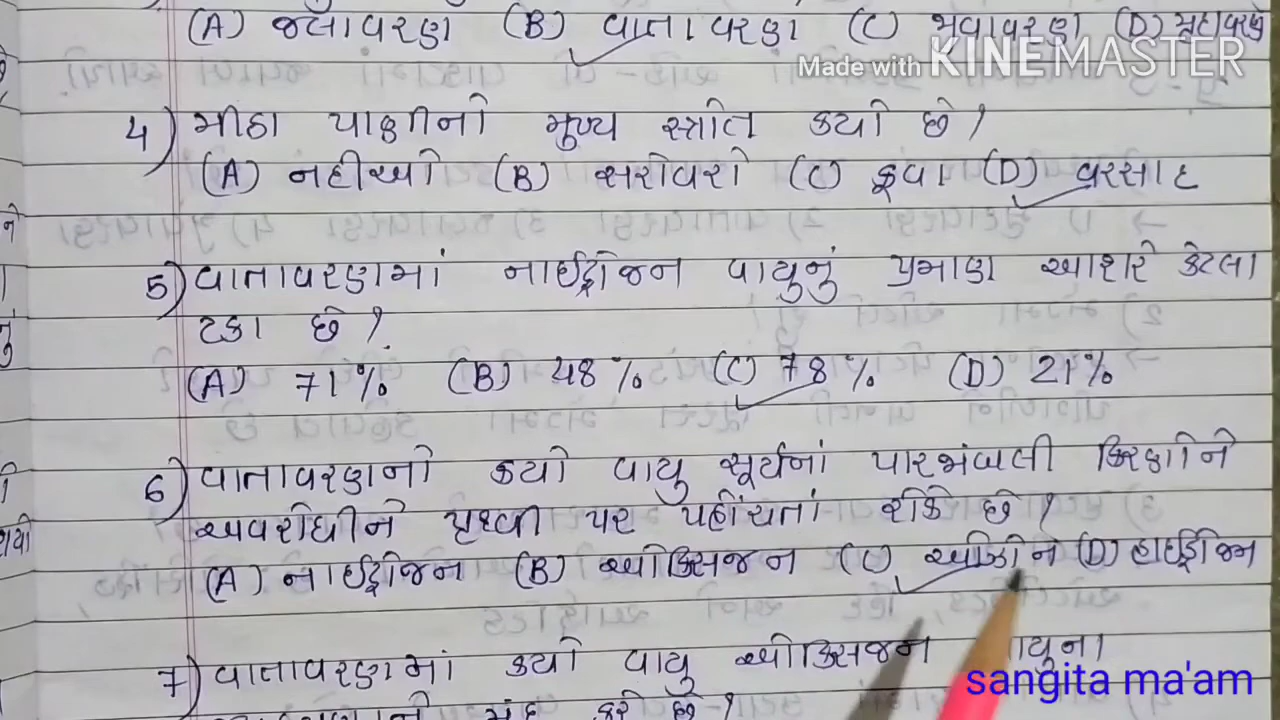 (A) જલાવરણ (B) વાતાવરણ (C) મૃદાવરણ (D) મૃદાવરણ
Made with KINEMASTER
4) મીઠા પાણીનો મુખ્ય સ્ત્રોત કયો છે?
(A) નદીઓ (B) સરોવરો (C) કૂવા (D) વરસાદ
5) વાતાવરણમાં નાઈટ્રોજન વાયુનું પ્રમાણ આશરે કેટલા
ટકા છે?
(A) 71% (B) 48% (C) 78% (D) 21%
6) વાતાવરણનો કયો વાયુ સૂર્યનાં પારજાંબલી કિરણોને
અવરોધીને પૃથ્વી પર પહોંચતાં રોકે છે?
(A) નાઈટ્રોજન (B) ઓક્સિજન (C) ઓઝોન (D) હાઈડ્રોજન
7) વાતાવરણમાં કયો વાયુ ઓક્સિજન વાયુના
મંદ કરે છે?
sangita ma'am